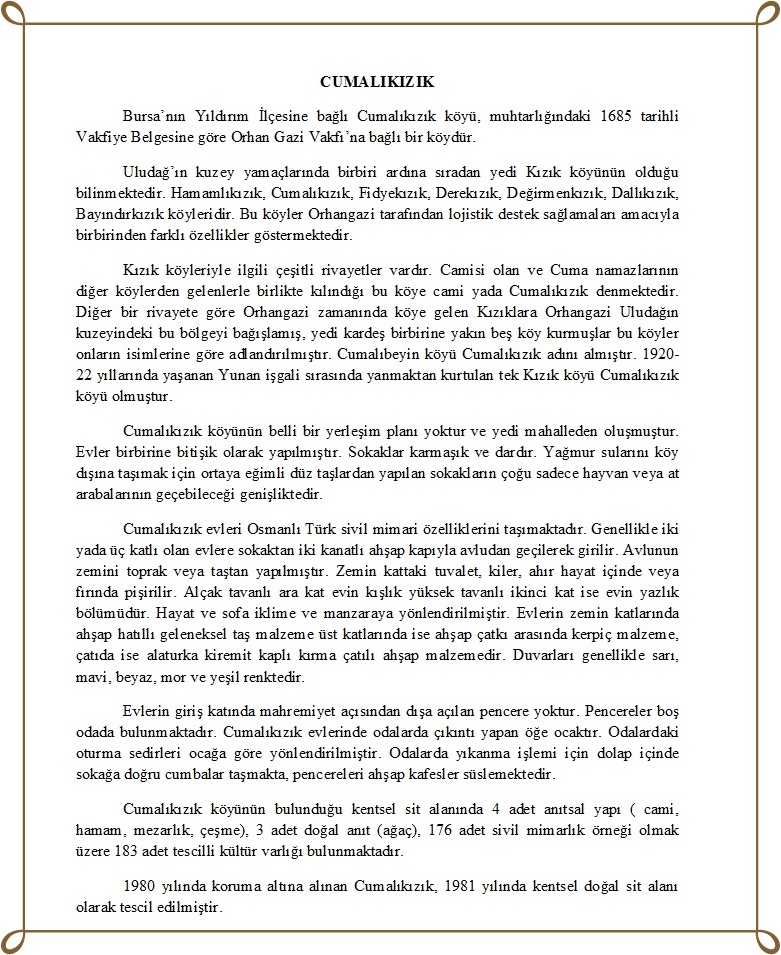 CUMALIKIZIK
Bursa’nın Yıldırım İlçesine bağlı Cumalıkızık köyü, muhtarlığındaki 1685 tarihli
Vakfiye Belgesine göre Orhan Gazi Vakfı’na bağlı bir köydür.
Uludağ’ın kuzey yamaçlarında birbiri ardına sıradan yedi Kızık köyünün olduğu
bilinmektedir. Hamamlıkızık, Cumalıkızık, Fidyekızık, Derekızık, Değirmenkızık, Dallıkızık,
Bayındırkızık köyleridir. Bu köyler Orhangazi tarafından lojistik destek sağlamaları amacıyla
birbirinden farklı özellikler göstermektedir.
Kızık köyleriyle ilgili çeşitli rivayetler vardır. Camisi olan ve Cuma namazlarının
diğer köylerden gelenlerle birlikte kılındığı bu köye cami yada Cumalıkızık denmektedir.
Diğer bir rivayete göre Orhangazi zamanında köye gelen Kızıklara Orhangazi Uludağın
kuzeyindeki bu bölgeyi bağışlamış, yedi kardeş birbirine yakın beş köy kurmuşlar bu köyler
onların isimlerine göre adlandırılmıştır. Cumalıbeyin köyü Cumalıkızık adını almıştır. 1920-
22 yıllarında yaşanan Yunan işgali sırasında yanmaktan kurtulan tek Kızık köyü Cumalıkızık
köyü olmuştur.
Cumalıkızık köyünün belli bir yerleşim planı yoktur ve yedi mahalleden oluşmuştur.
Evler birbirine bitişik olarak yapılmıştır. Sokaklar karmaşık ve dardır. Yağmur sularını köy
dışına taşımak için ortaya eğimli düz taşlardan yapılan sokakların çoğu sadece hayvan veya at
arabalarının geçebileceği genişliktedir.
Cumalıkızık evleri Osmanlı Türk sivil mimari özelliklerini taşımaktadır. Genellikle iki
yada üç katlı olan evlere sokaktan iki kanatlı ahşap kapıyla avludan geçilerek girilir. Avlunun
zemini toprak veya taştan yapılmıştır. Zemin kattaki tuvalet, kiler, ahır hayat içinde veya
fırında pişirilir. Alçak tavanlı ara kat evin kışlık yüksek tavanlı ikinci kat ise evin yazlık
bölümüdür. Hayat ve sofa iklime ve manzaraya yönlendirilmiştir. Evlerin zemin katlarında
ahşap hatıllı geleneksel taş malzeme üst katlarında ise ahşap çatkı arasında kerpiç malzeme,
çatıda ise alaturka kiremit kaplı kırma çatılı ahşap malzemedir. Duvarları genellikle sarı,
mavi, beyaz, mor ve yeşil renktedir.
Evlerin giriş katında mahremiyet açısından dışa açılan pencere yoktur. Pencereler boş
odada bulunmaktadır. Cumalıkızık evlerinde odalarda çıkıntı yapan öğe ocaktır. Odalardaki
oturma sedirleri ocağa göre yönlendirilmiştir. Odalarda yıkanma işlemi için dolap içinde
sokağa doğru cumbalar taşmakta, pencereleri ahşap kafesler süslemektedir.
Cumalıkızık köyünün bulunduğu kentsel sit alanında 4 adet anıtsal yapı ( cami,
hamam, mezarlık, çeşme), 3 adet doğal anıt (ağaç), 176 adet sivil mimarlık örneği olmak
üzere 183 adet tescilli kültür varlığı bulunmaktadır.
1980 yılında koruma altına alınan Cumalıkızık, 1981 yılında kentsel doğal sit alanı
olarak tescil edilmiştir.